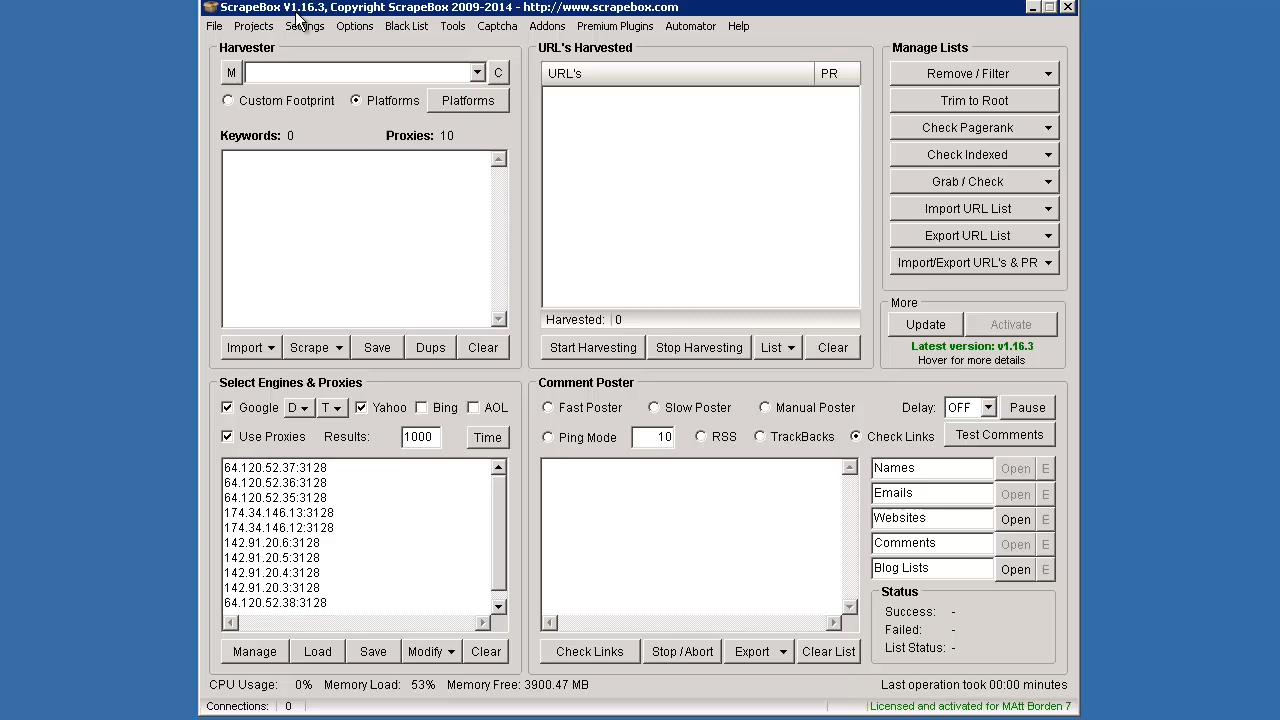 ScrapeBox V1.16.3, Copyright ScrapeBox 2009-2014 - http://www.scrapebox.com
File Projects Settings Options Black List Tools Captcha Addons Premium Plugins Automator Help
Harvester
M C
Custom Footprint Platforms Platforms
Keywords: 0 Proxies: 10
Import Scrape Save Dups Clear
URL's Harvested
URL's PR
Harvested: 0
Start Harvesting Stop Harvesting List Clear
Manage Lists
Remove / Filter
Trim to Root
Check Pagerank
Check Indexed
Grab / Check
Import URL List
Export URL List
Import/Export URL's & PR
More
Update Activate
Latest version: v1.16.3
Hover for more details
Select Engines & Proxies
Google D T Yahoo Bing AOL
Use Proxies Results: 1000 Time
64.120.52.37:3128
64.120.52.36:3128
64.120.52.35:3128
174.34.146.13:3128
174.34.146.12:3128
142.91.20.6:3128
142.91.20.5:3128
142.91.20.4:3128
142.91.20.3:3128
64.120.52.38:3128
Manage Load Save Modify Clear
Comment Poster
Fast Poster Slow Poster Manual Poster Delay: OFF Pause
Ping Mode 10 RSS TrackBacks Check Links Test Comments
Names Open E
Emails Open E
Websites Open E
Comments Open E
Blog Lists Open E
Status
Success: -
Failed: -
List Status: -
Check Links Stop / Abort Export Clear List
CPU Usage: 0% Memory Load: 53% Memory Free: 3900.47 MB Last operation took 00:00 minutes
Connections: 0 Licensed and activated for MAtt Borden 7